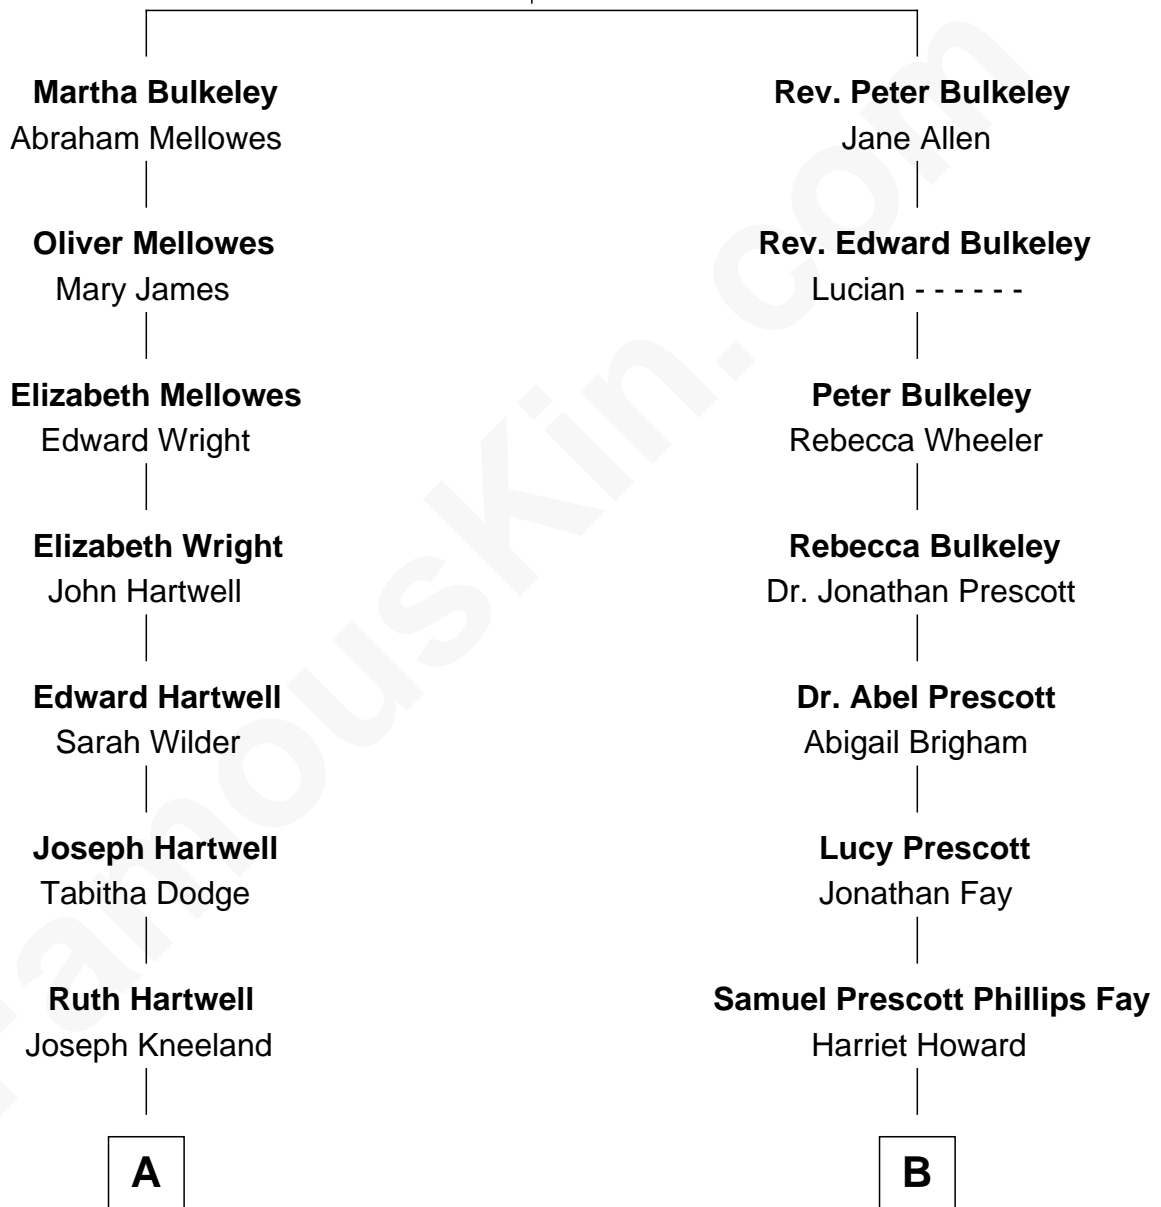 Martha Bulkeley
Abraham Mellowes
Oliver Mellowes
Mary James
Elizabeth Mellowes
Edward Wright
Elizabeth Wright
John Hartwell
Edward Hartwell
Sarah Wilder
Joseph Hartwell
Tabitha Dodge
Ruth Hartwell
Joseph Kneeland
A
Rev. Peter Bulkeley
Jane Allen
Rev. Edward Bulkeley
Lucian - - - - - -
Peter Bulkeley
Rebecca Wheeler
Rebecca Bulkeley
Dr. Jonathan Prescott
Dr. Abel Prescott
Abigail Brigham
Lucy Prescott
Jonathan Fay
Samuel Prescott Phillips Fay
Harriet Howard
B
FamousKin.com